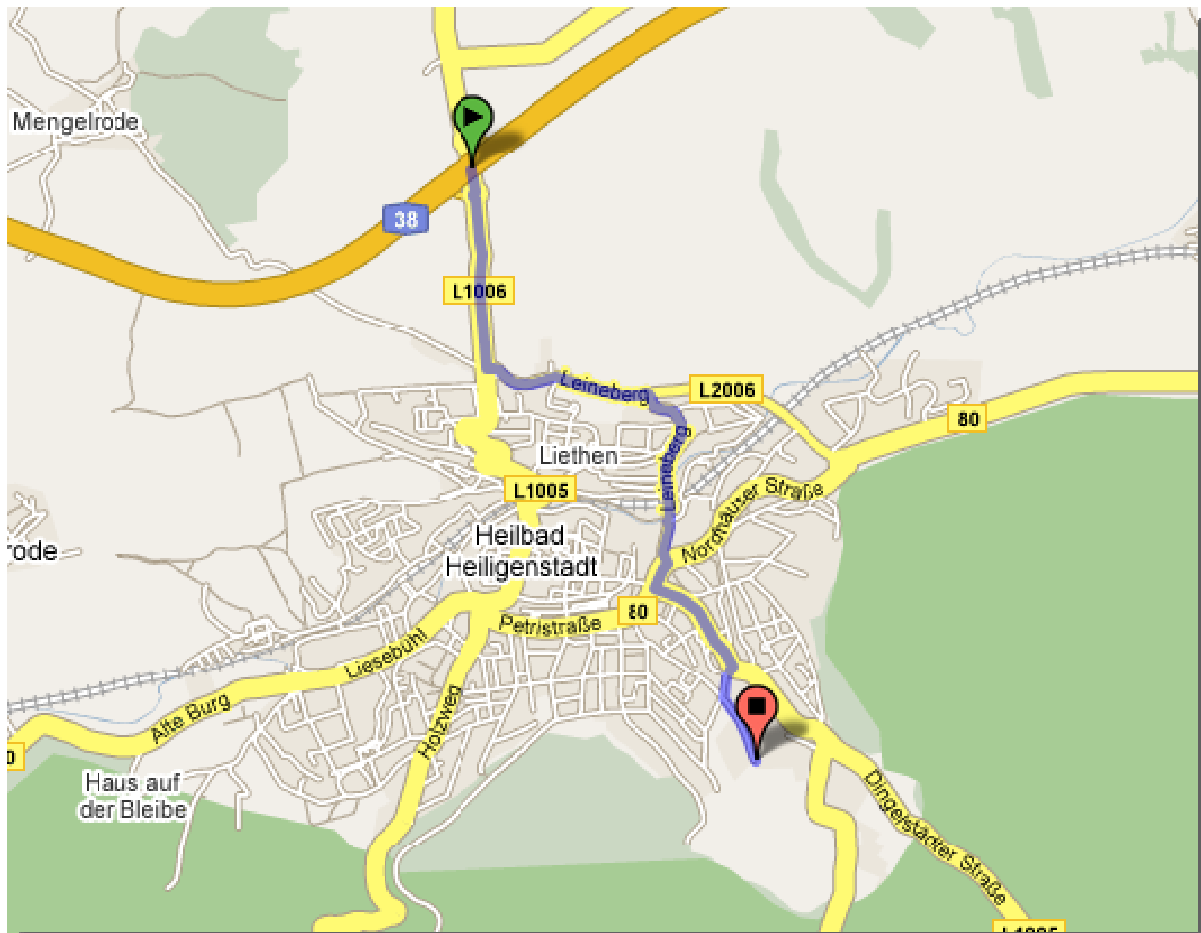 Mengelrode
38
L1006
Leineberg
L2006
80
Leineberg
Liethen
L1005
Nordhäuser Straße
Heilbad
Heiligenstadt
rode
80
Petristraße
Liesebühl
Alte Burg
Holzweg
0
Haus auf
der Bleibe
Dingelstädter Straße